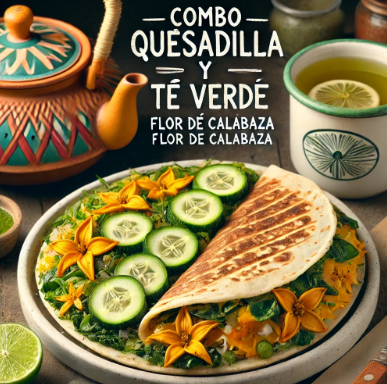 COMBO
QUESADILLA
Y
TÉ VERDÉ
FLOR DÉ CALABAZA
FLOR DE CALABAZA